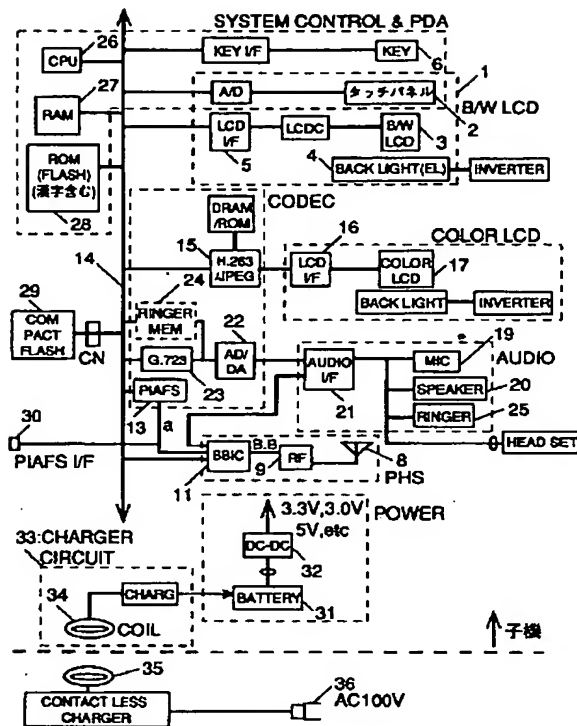 SYSTEM CONTROL & PDA
26
CPU
KEY I/F
KEY
6
27
RAM
A/D
タッチパネル
1
2
B/W LCD
LCD
I/F
LCDC
B/W
LCD
5
3
ROM
(FLASH)
(漢字含む)
28
4
BACK LIGHT(EL)
INVERTER
CODEC
DRAM
/ROM
15
H.263
/JPEG
16
LCD
I/F
COLOR LCD
COLOR
LCD
17
BACK LIGHT
INVERTER
14
24
RINGER
MEM
29
COM
PACT
FLASH
CN
22
AD/
DA
G.723
23
AUDIO
I/F
21
19
MIC
AUDIO
SPEAKER
20
RINGER
25
PIAFS
13
a
30
PIAFS I/F
HEAD SET
BBIC
11
B.B
9
RF
8
PHS
33:CHARGER
CIRCUIT
3.3V,3.0V
5V,etc
POWER
DC-DC
32
34
CHARG
BATTERY
31
COIL
子機
35
CONTACT LESS
CHARGER
36
AC100V